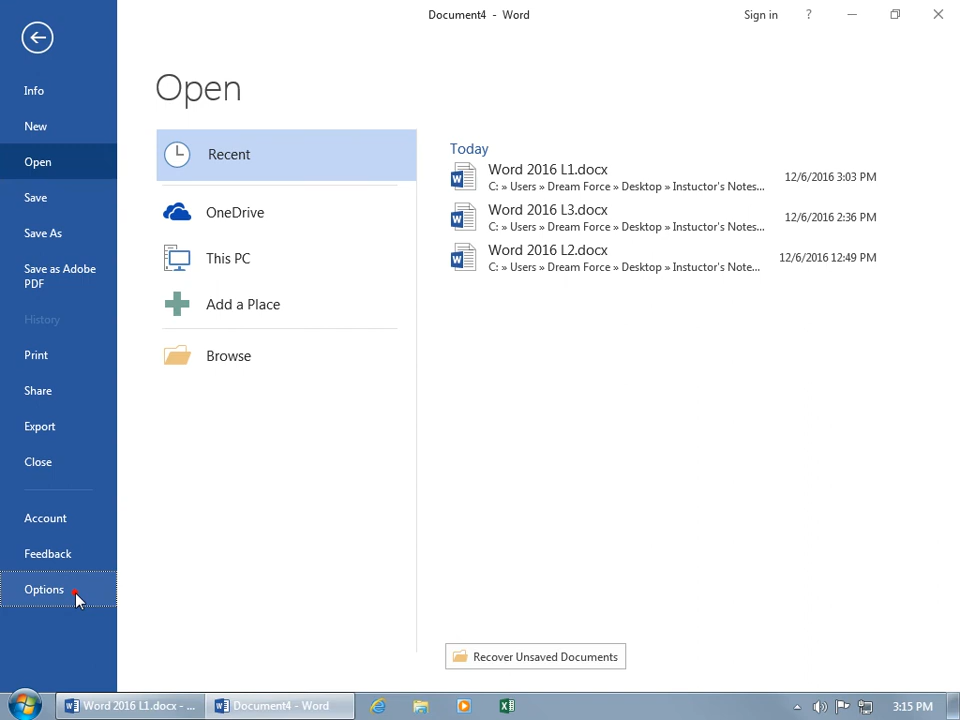 Document4 - Word
Sign in
?
Info
New
Open
Save
Save As
Save as Adobe
PDF
History
Print
Share
Export
Close
Account
Feedback
Options
Open
Recent
OneDrive
This PC
Add a Place
Browse
Today
Word 2016 L1.docx
12/6/2016 3:03 PM
C: » Users » Dream Force » Desktop » Instuctor's Notes...
Word 2016 L3.docx
12/6/2016 2:36 PM
C: » Users » Dream Force » Desktop » Instuctor's Notes...
Word 2016 L2.docx
12/6/2016 12:49 PM
C: » Users » Dream Force » Desktop » Instuctor's Note...
Recover Unsaved Documents
Word 2016 L1.docx - ...
Document4 - Word
3:15 PM